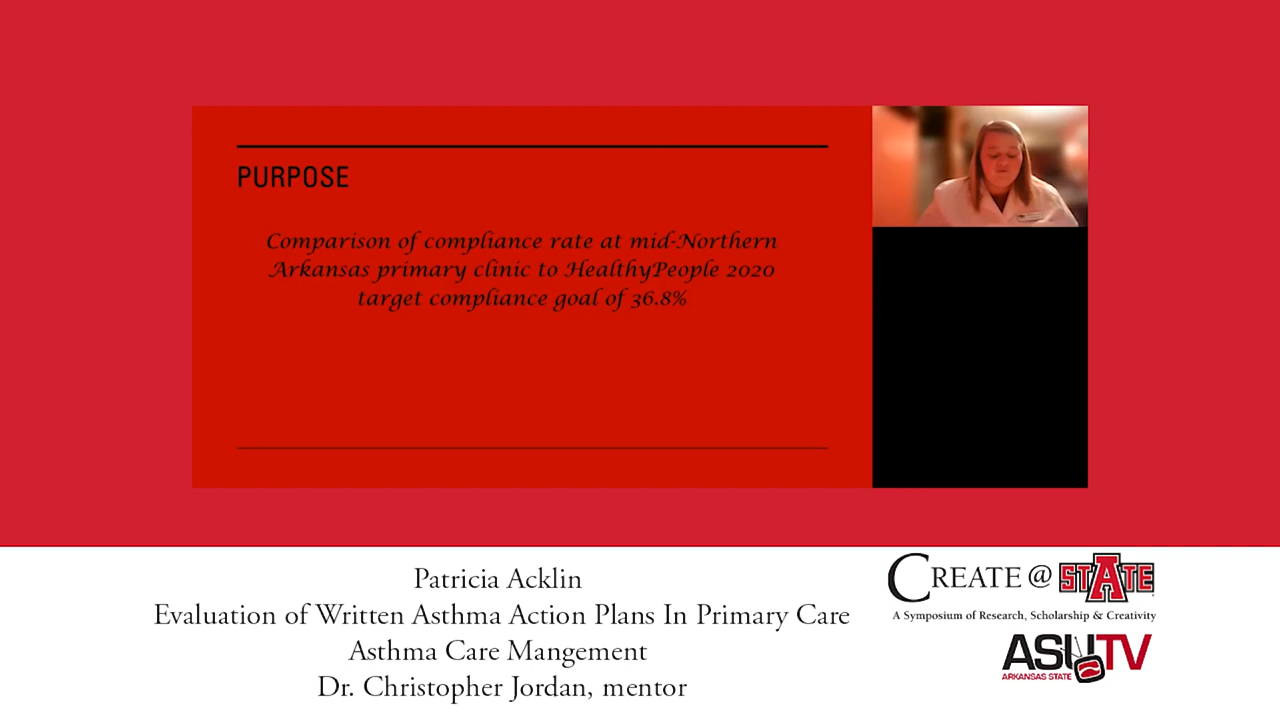 PURPOSE
Comparison of compliance rate at mid-Northern
Arkansas primary clinic to HealthyPeople 2020
target compliance goal of 36.8%
Patricia Acklin
Evaluation of Written Asthma Action Plans In Primary Care
Asthma Care Mangement
Dr. Christopher Jordan, mentor
CREATE @ STATE
A Symposium of Research, Scholarship & Creativity
ASUTV
ARKANSAS STATE